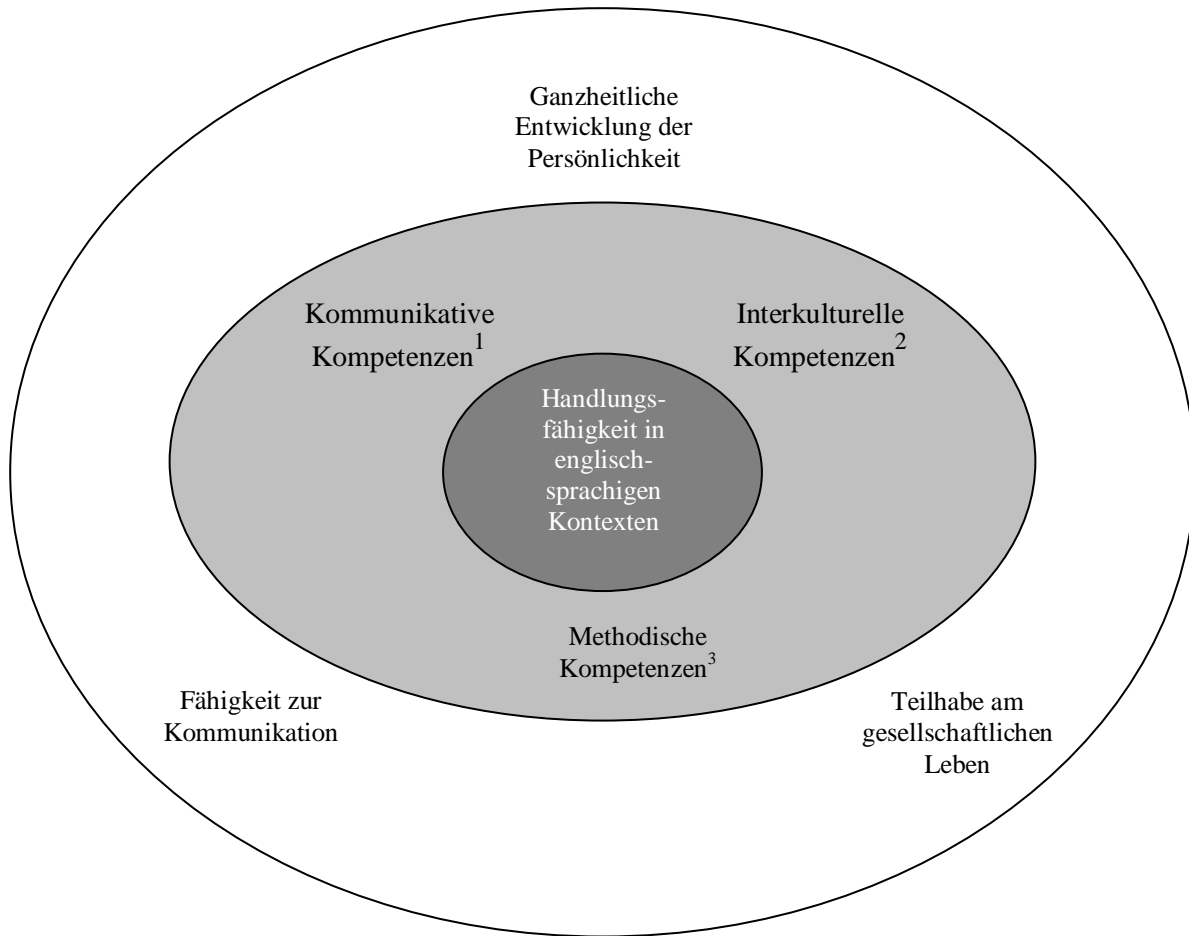 Ganzheitliche
Entwicklung der
Persönlichkeit
Kommunikative
Kompetenzen1
Interkulturelle
Kompetenzen2
Handlungs-
fähigkeit in
englisch-
sprachigen
Kontexten
Methodische
Kompetenzen3
Fähigkeit zur
Kommunikation
Teilhabe am
gesellschaftlichen
Leben